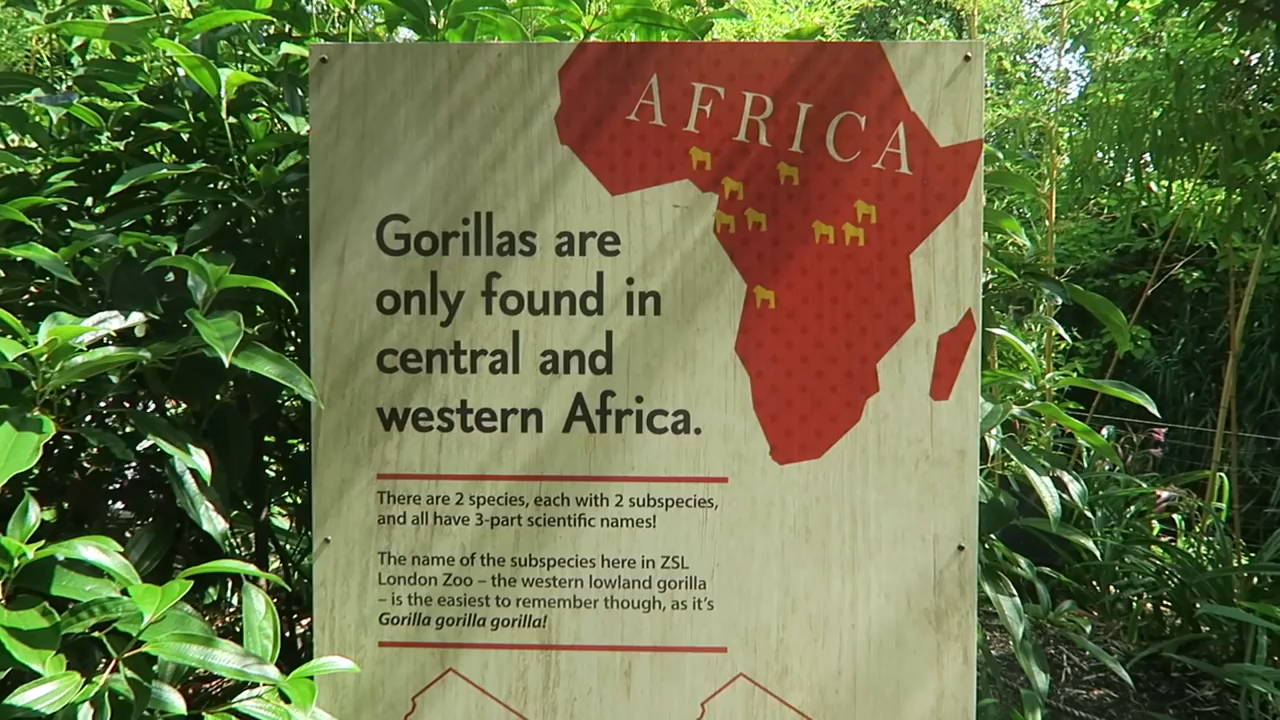 AFRICA
Gorillas are
only found in
central and
western Africa.
There are 2 species, each with 2 subspecies,
and all have 3-part scientific names!
The name of the subspecies here in ZSL
London Zoo – the western lowland gorilla
– is the easiest to remember though, as it's
Gorilla gorilla gorilla!